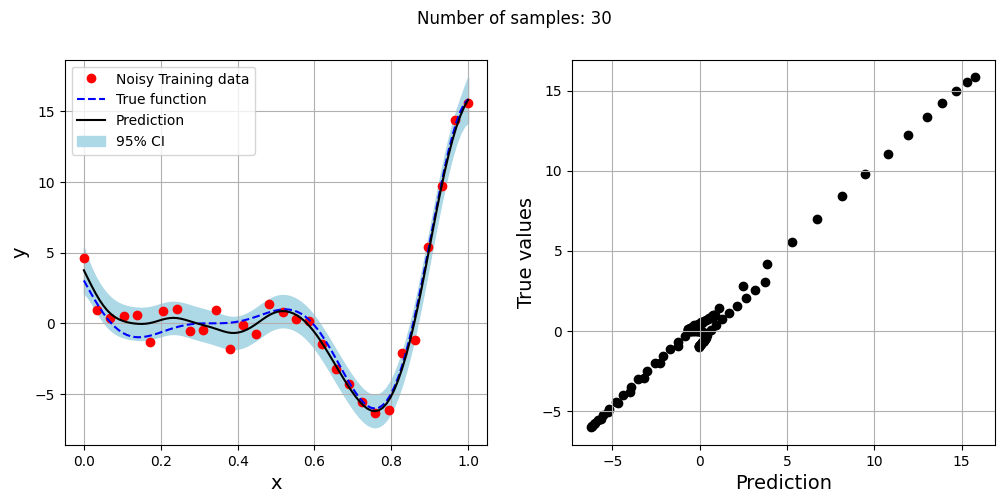 Number of samples: 30
Noisy Training data
True function
Prediction
95% CI
15
10
5
0
−5
y
0.0 0.2 0.4 0.6 0.8 1.0
x
15
10
5
0
−5
True values
−5 0 5 10 15
Prediction